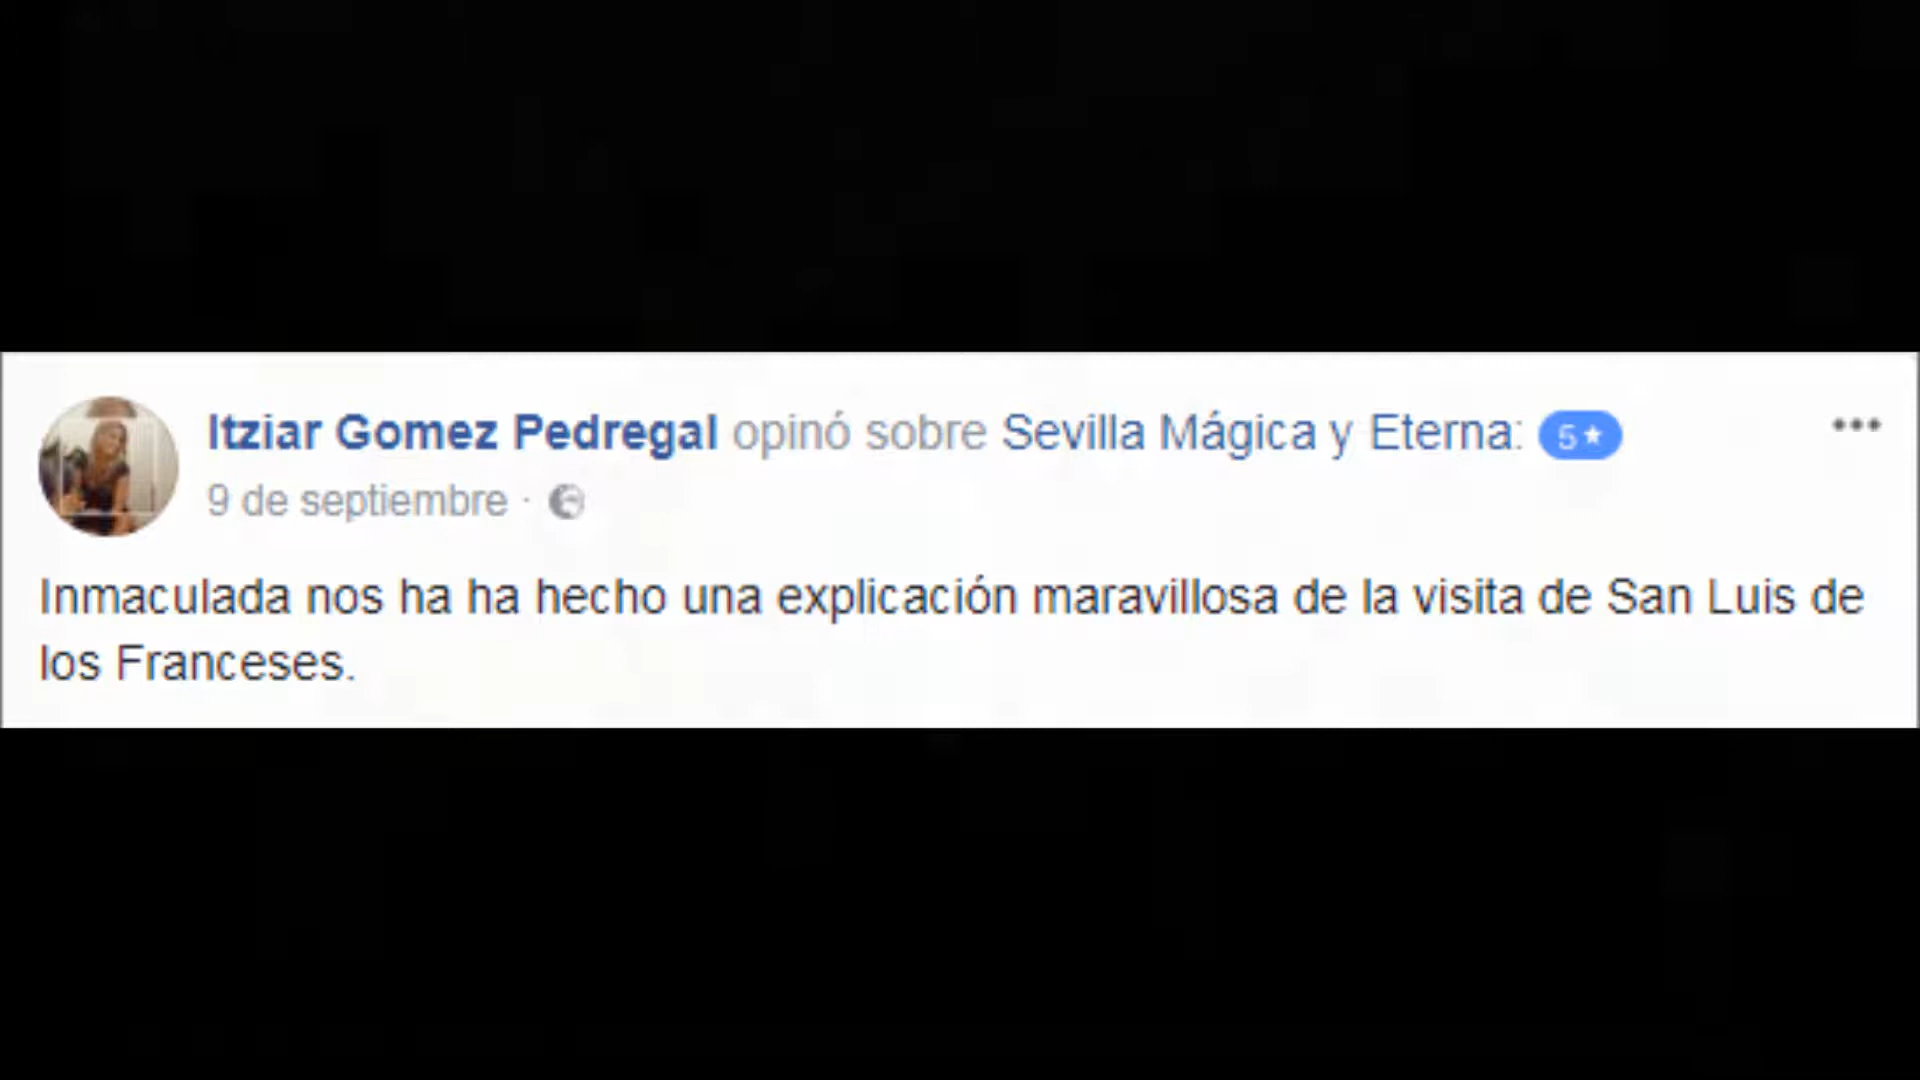 Itziar Gomez Pedregal opinó sobre Sevilla Mágica y Eterna: 5★
9 de septiembre ·
Inmaculada nos ha ha hecho una explicación maravillosa de la visita de San Luis de
los Franceses.